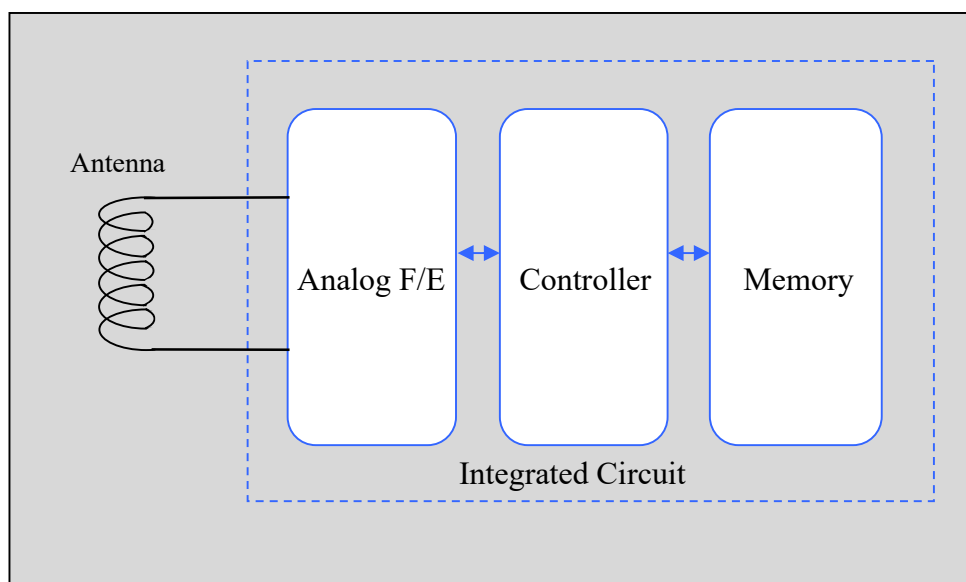 Antenna
Analog F/E
Controller
Memory
Integrated Circuit